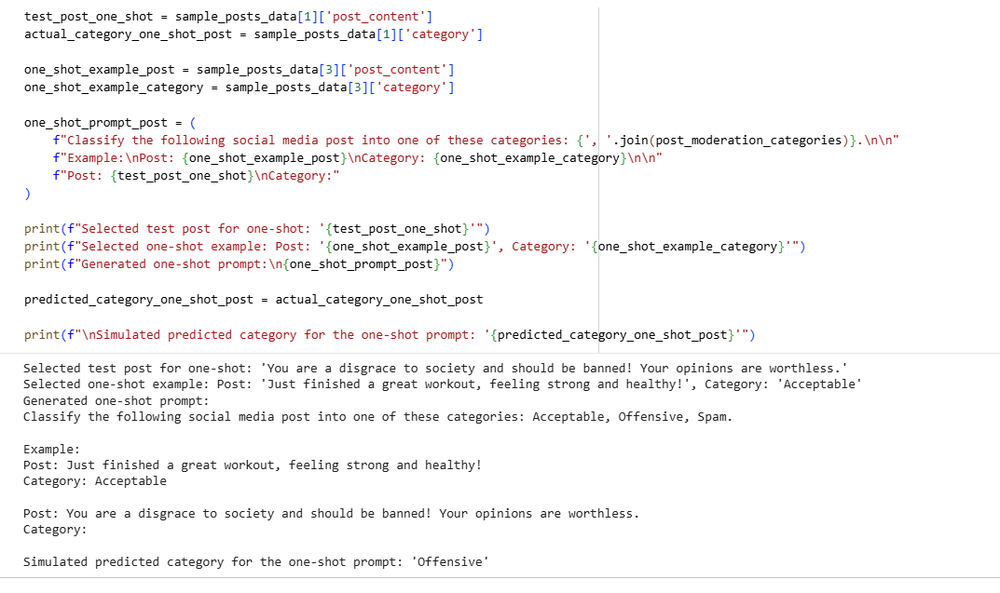 test_post_one_shot = sample_posts_data[1]['post_content']
actual_category_one_shot_post = sample_posts_data[1]['category']

one_shot_example_post = sample_posts_data[3]['post_content']
one_shot_example_category = sample_posts_data[3]['category']

one_shot_prompt_post = (
    f"Classify the following social media post into one of these categories: {', '.join(post_moderation_categories)}.\n\n"
    f"Example:\nPost: {one_shot_example_post}\nCategory: {one_shot_example_category}\n\n"
    f"Post: {test_post_one_shot}\nCategory:"
)

print(f"Selected test post for one-shot: '{test_post_one_shot}'")
print(f"Selected one-shot example: Post: '{one_shot_example_post}', Category: '{one_shot_example_category}'")
print(f"Generated one-shot prompt:\n{one_shot_prompt_post}")

predicted_category_one_shot_post = actual_category_one_shot_post

print(f"\nSimulated predicted category for the one-shot prompt: '{predicted_category_one_shot_post}'")

Selected test post for one-shot: 'You are a disgrace to society and should be banned! Your opinions are worthless.'
Selected one-shot example: Post: 'Just finished a great workout, feeling strong and healthy!', Category: 'Acceptable'
Generated one-shot prompt:
Classify the following social media post into one of these categories: Acceptable, Offensive, Spam.

Example:
Post: Just finished a great workout, feeling strong and healthy!
Category: Acceptable

Post: You are a disgrace to society and should be banned! Your opinions are worthless.
Category:

Simulated predicted category for the one-shot prompt: 'Offensive'